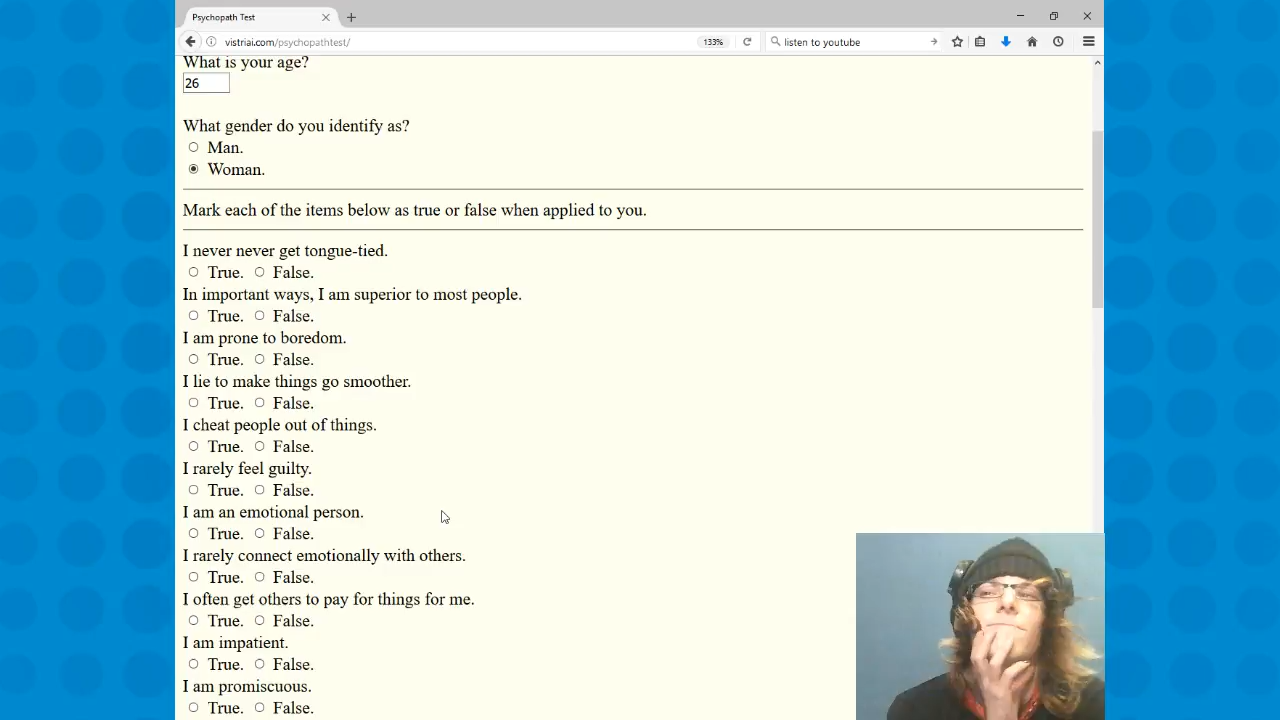 Psychopath Test
vistriai.com/psychopathtest/
133%
listen to youtube
What is your age?
26
What gender do you identify as?
Man.
Woman.
Mark each of the items below as true or false when applied to you.
I never never get tongue-tied.
True. False.
In important ways, I am superior to most people.
True. False.
I am prone to boredom.
True. False.
I lie to make things go smoother.
True. False.
I cheat people out of things.
True. False.
I rarely feel guilty.
True. False.
I am an emotional person.
True. False.
I rarely connect emotionally with others.
True. False.
I often get others to pay for things for me.
True. False.
I am impatient.
True. False.
I am promiscuous.
True. False.